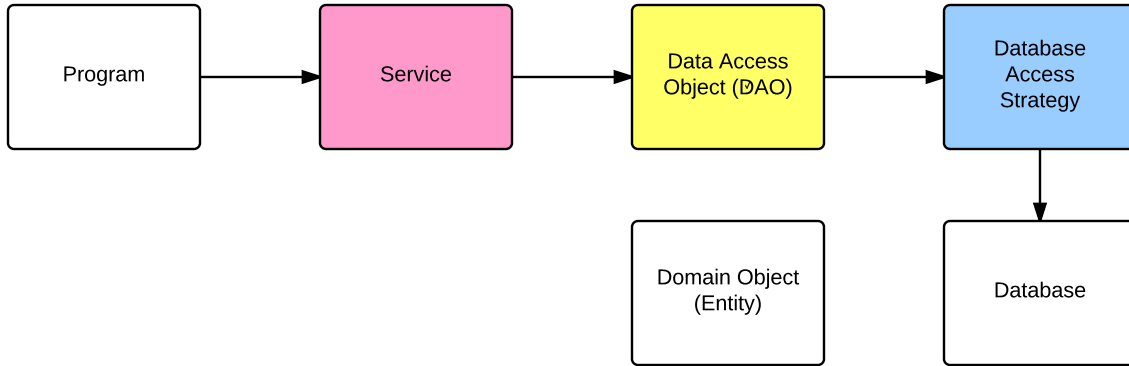 Program
Service
Data Access
Object (DAO)
Database
Access
Strategy
Domain Object
(Entity)
Database